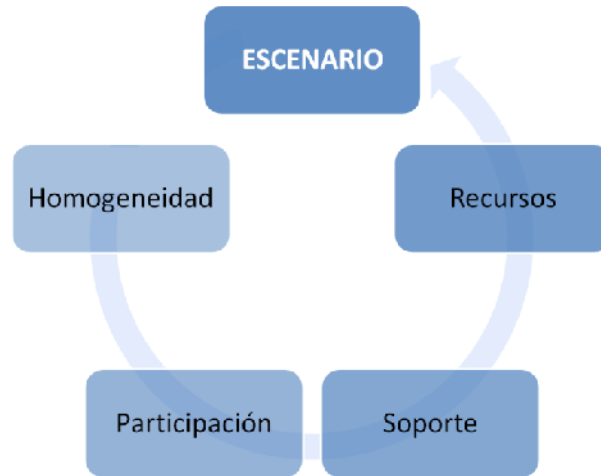 ESCENARIO
Homogeneidad
Recursos
Participación
Soporte